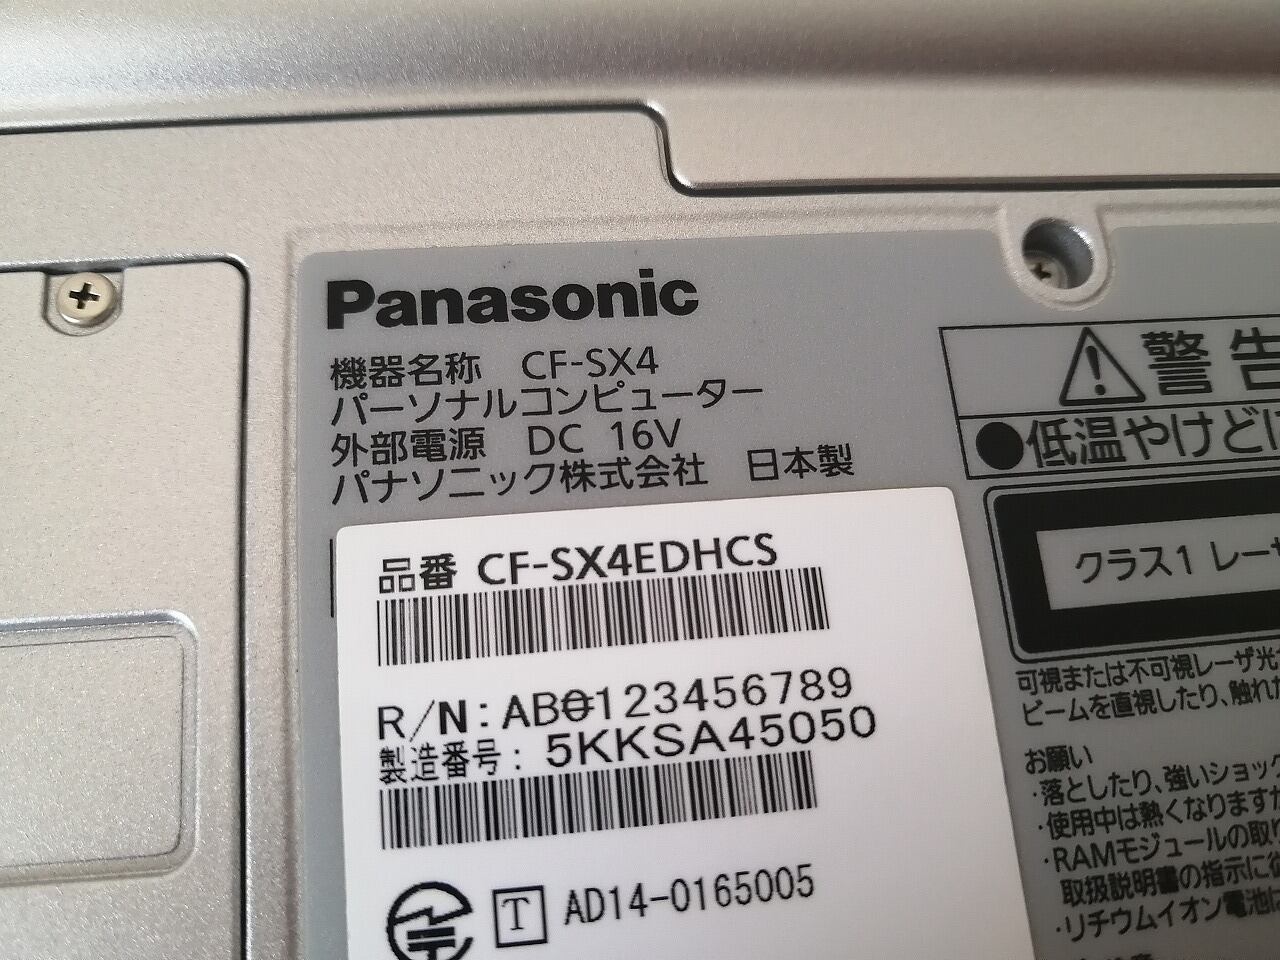 Panasonic
機器名称 CF-SX4
パーソナルコンピューター
外部電源 DC 16V
パナソニック株式会社 日本製
品番 CF-SX4EDHCS
R/N: AB0123456789
製造番号: 5KKSA45050
T AD14-0165005
警告
●低温やけどに
クラス1 レーザ
可視または不可視レーザ光
ビームを直視したり、触れた
お願い
・落としたり、強いショック
・使用中は熱くなりますが
・RAMモジュールの取り
取扱説明書の指示に従
・リチウムイオン電池は